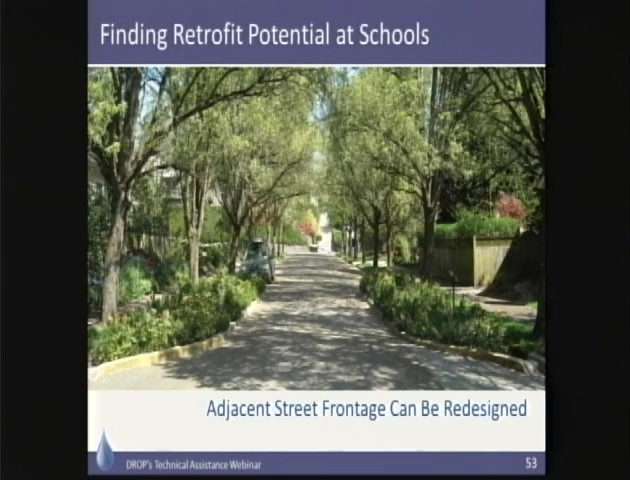 Finding Retrofit Potential at Schools
Adjacent Street Frontage Can Be Redesigned
DROP's Technical Assistance Webinar
53